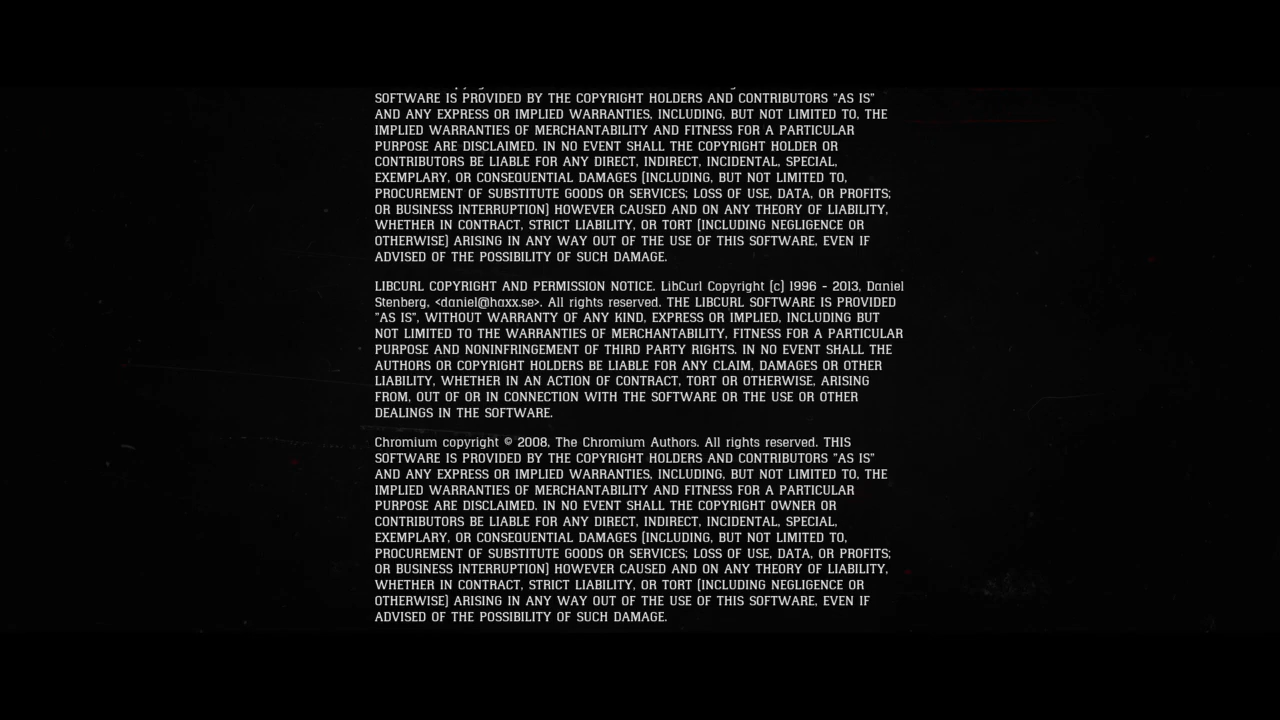 SOFTWARE IS PROVIDED BY THE COPYRIGHT HOLDERS AND CONTRIBUTORS "AS IS"
AND ANY EXPRESS OR IMPLIED WARRANTIES, INCLUDING, BUT NOT LIMITED TO, THE
IMPLIED WARRANTIES OF MERCHANTABILITY AND FITNESS FOR A PARTICULAR
PURPOSE ARE DISCLAIMED. IN NO EVENT SHALL THE COPYRIGHT HOLDER OR
CONTRIBUTORS BE LIABLE FOR ANY DIRECT, INDIRECT, INCIDENTAL, SPECIAL,
EXEMPLARY, OR CONSEQUENTIAL DAMAGES (INCLUDING, BUT NOT LIMITED TO,
PROCUREMENT OF SUBSTITUTE GOODS OR SERVICES; LOSS OF USE, DATA, OR PROFITS;
OR BUSINESS INTERRUPTION) HOWEVER CAUSED AND ON ANY THEORY OF LIABILITY,
WHETHER IN CONTRACT, STRICT LIABILITY, OR TORT (INCLUDING NEGLIGENCE OR
OTHERWISE) ARISING IN ANY WAY OUT OF THE USE OF THIS SOFTWARE, EVEN IF
ADVISED OF THE POSSIBILITY OF SUCH DAMAGE.
LIBCURL COPYRIGHT AND PERMISSION NOTICE. LibCurl Copyright (c) 1996 - 2013, Daniel
Stenberg, <daniel@haxx.se>. All rights reserved. THE LIBCURL SOFTWARE IS PROVIDED
"AS IS", WITHOUT WARRANTY OF ANY KIND, EXPRESS OR IMPLIED, INCLUDING BUT
NOT LIMITED TO THE WARRANTIES OF MERCHANTABILITY, FITNESS FOR A PARTICULAR
PURPOSE AND NONINFRINGEMENT OF THIRD PARTY RIGHTS. IN NO EVENT SHALL THE
AUTHORS OR COPYRIGHT HOLDERS BE LIABLE FOR ANY CLAIM, DAMAGES OR OTHER
LIABILITY, WHETHER IN AN ACTION OF CONTRACT, TORT OR OTHERWISE, ARISING
FROM, OUT OF OR IN CONNECTION WITH THE SOFTWARE OR THE USE OR OTHER
DEALINGS IN THE SOFTWARE.
Chromium copyright © 2008, The Chromium Authors. All rights reserved. THIS
SOFTWARE IS PROVIDED BY THE COPYRIGHT HOLDERS AND CONTRIBUTORS "AS IS"
AND ANY EXPRESS OR IMPLIED WARRANTIES, INCLUDING, BUT NOT LIMITED TO, THE
IMPLIED WARRANTIES OF MERCHANTABILITY AND FITNESS FOR A PARTICULAR
PURPOSE ARE DISCLAIMED. IN NO EVENT SHALL THE COPYRIGHT OWNER OR
CONTRIBUTORS BE LIABLE FOR ANY DIRECT, INDIRECT, INCIDENTAL, SPECIAL,
EXEMPLARY, OR CONSEQUENTIAL DAMAGES (INCLUDING, BUT NOT LIMITED TO,
PROCUREMENT OF SUBSTITUTE GOODS OR SERVICES; LOSS OF USE, DATA, OR PROFITS;
OR BUSINESS INTERRUPTION) HOWEVER CAUSED AND ON ANY THEORY OF LIABILITY,
WHETHER IN CONTRACT, STRICT LIABILITY, OR TORT (INCLUDING NEGLIGENCE OR
OTHERWISE) ARISING IN ANY WAY OUT OF THE USE OF THIS SOFTWARE, EVEN IF
ADVISED OF THE POSSIBILITY OF SUCH DAMAGE.